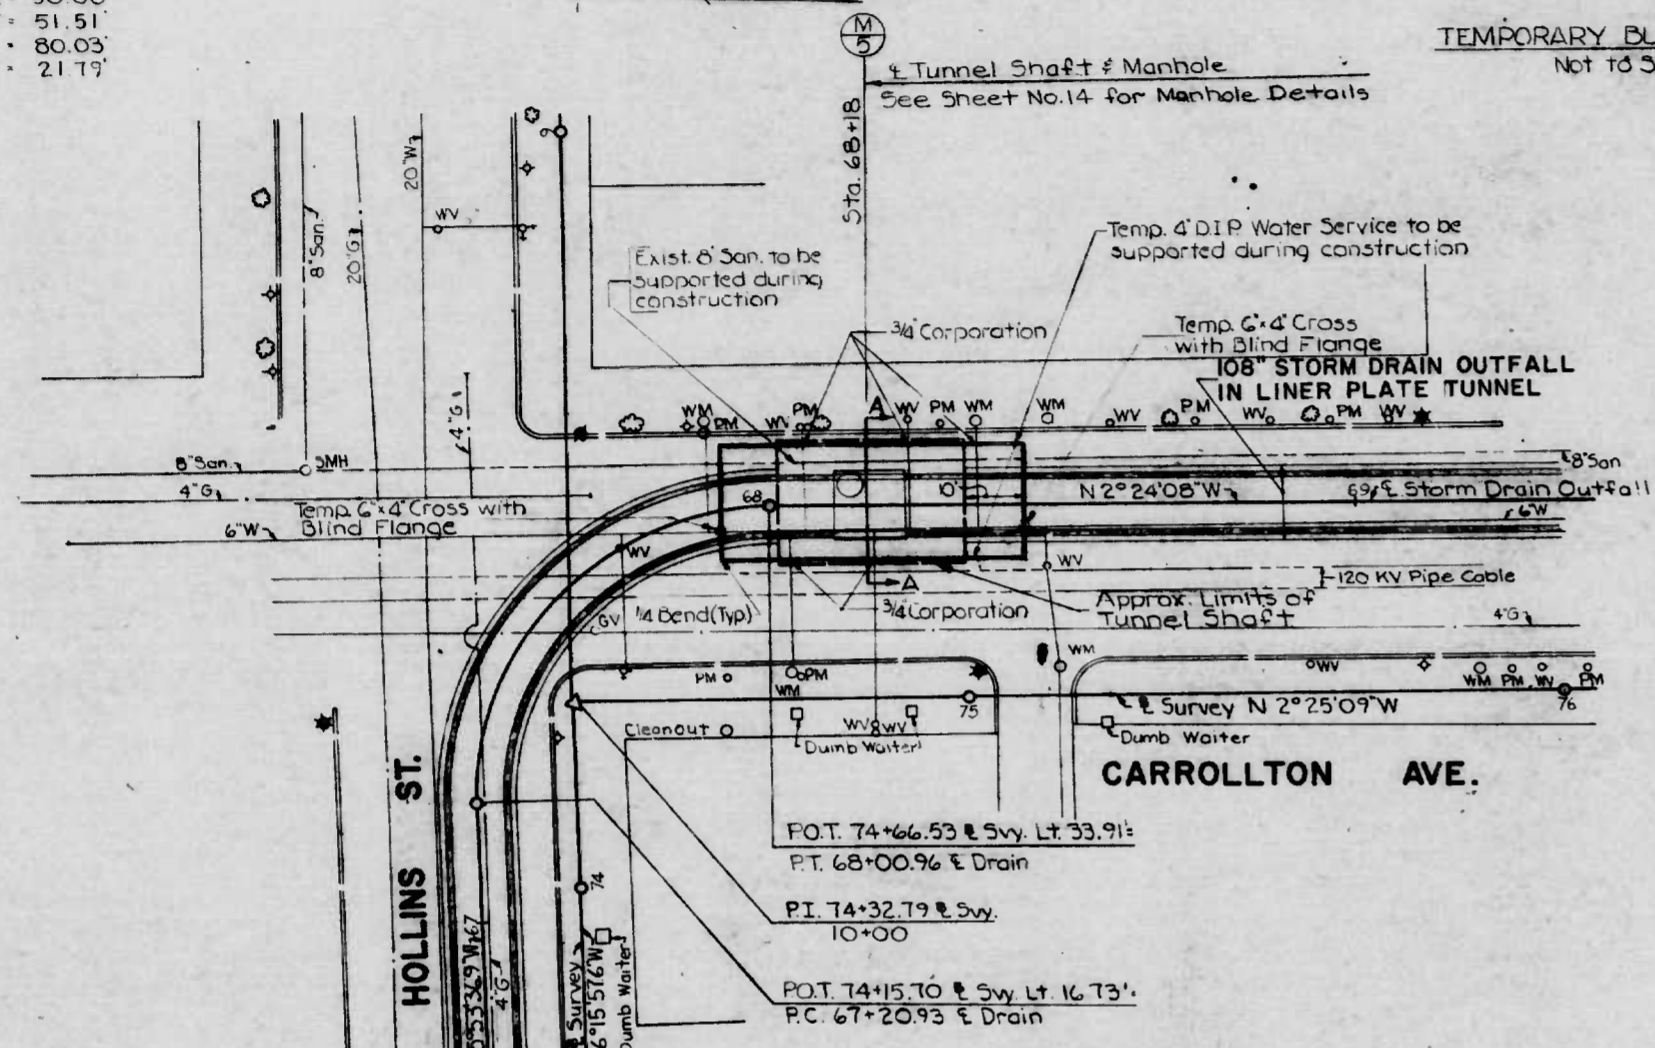 51.51'
80.03'
21.79'
M
5
TEMPORARY
℄ Tunnel Shaft & Manhole
See Sheet No.14 for Manhole Details
Not to
Sta. 68+18
20"W
8"San.
20"G
WV
Exist. 8" San. to be
supported during
construction
Temp. 4" D.I.P. Water Service to be
supported during construction
3/4" Corporation
Temp. 6"x4" Cross
with Blind Flange
108" STORM DRAIN OUTFALL
IN LINER PLATE TUNNEL
4"G
WM
PM
WV
PM
A
WV
PM
WM
WM
WV
PM
WV
PM
WV
8"San.
SMH
8"San
4"G
68
10'
N 2°24'08"W
69
℄ Storm Drain Outfall
Temp. 6"x4" Cross with
Blind Flange
6"W
6"W
WV
WV
120 KV Pipe Cable
A
GV
1/4 Bend (Typ.)
3/4" Corporation
Approx. Limits of
Tunnel Shaft
4"G
WM
PM
PM
WM
WV
WM
PM
WV
PM
75
℄ Survey N 2°25'09"W
76
Cleanout
WV
WV
Dumb Waiter
Dumb Waiter
CARROLLTON AVE.
HOLLINS ST.
P.O.T. 74+66.53 ℄ Svy. Lt. 33.91'=
P.T. 68+00.96 ℄ Drain
74
P.I. 74+32.79 ℄ Svy.
10+00
67
4"G
Survey
Dumb Waiter
P.O.T. 74+15.70 ℄ Svy. Lt. 16.73'=
P.C. 67+20.93 ℄ Drain